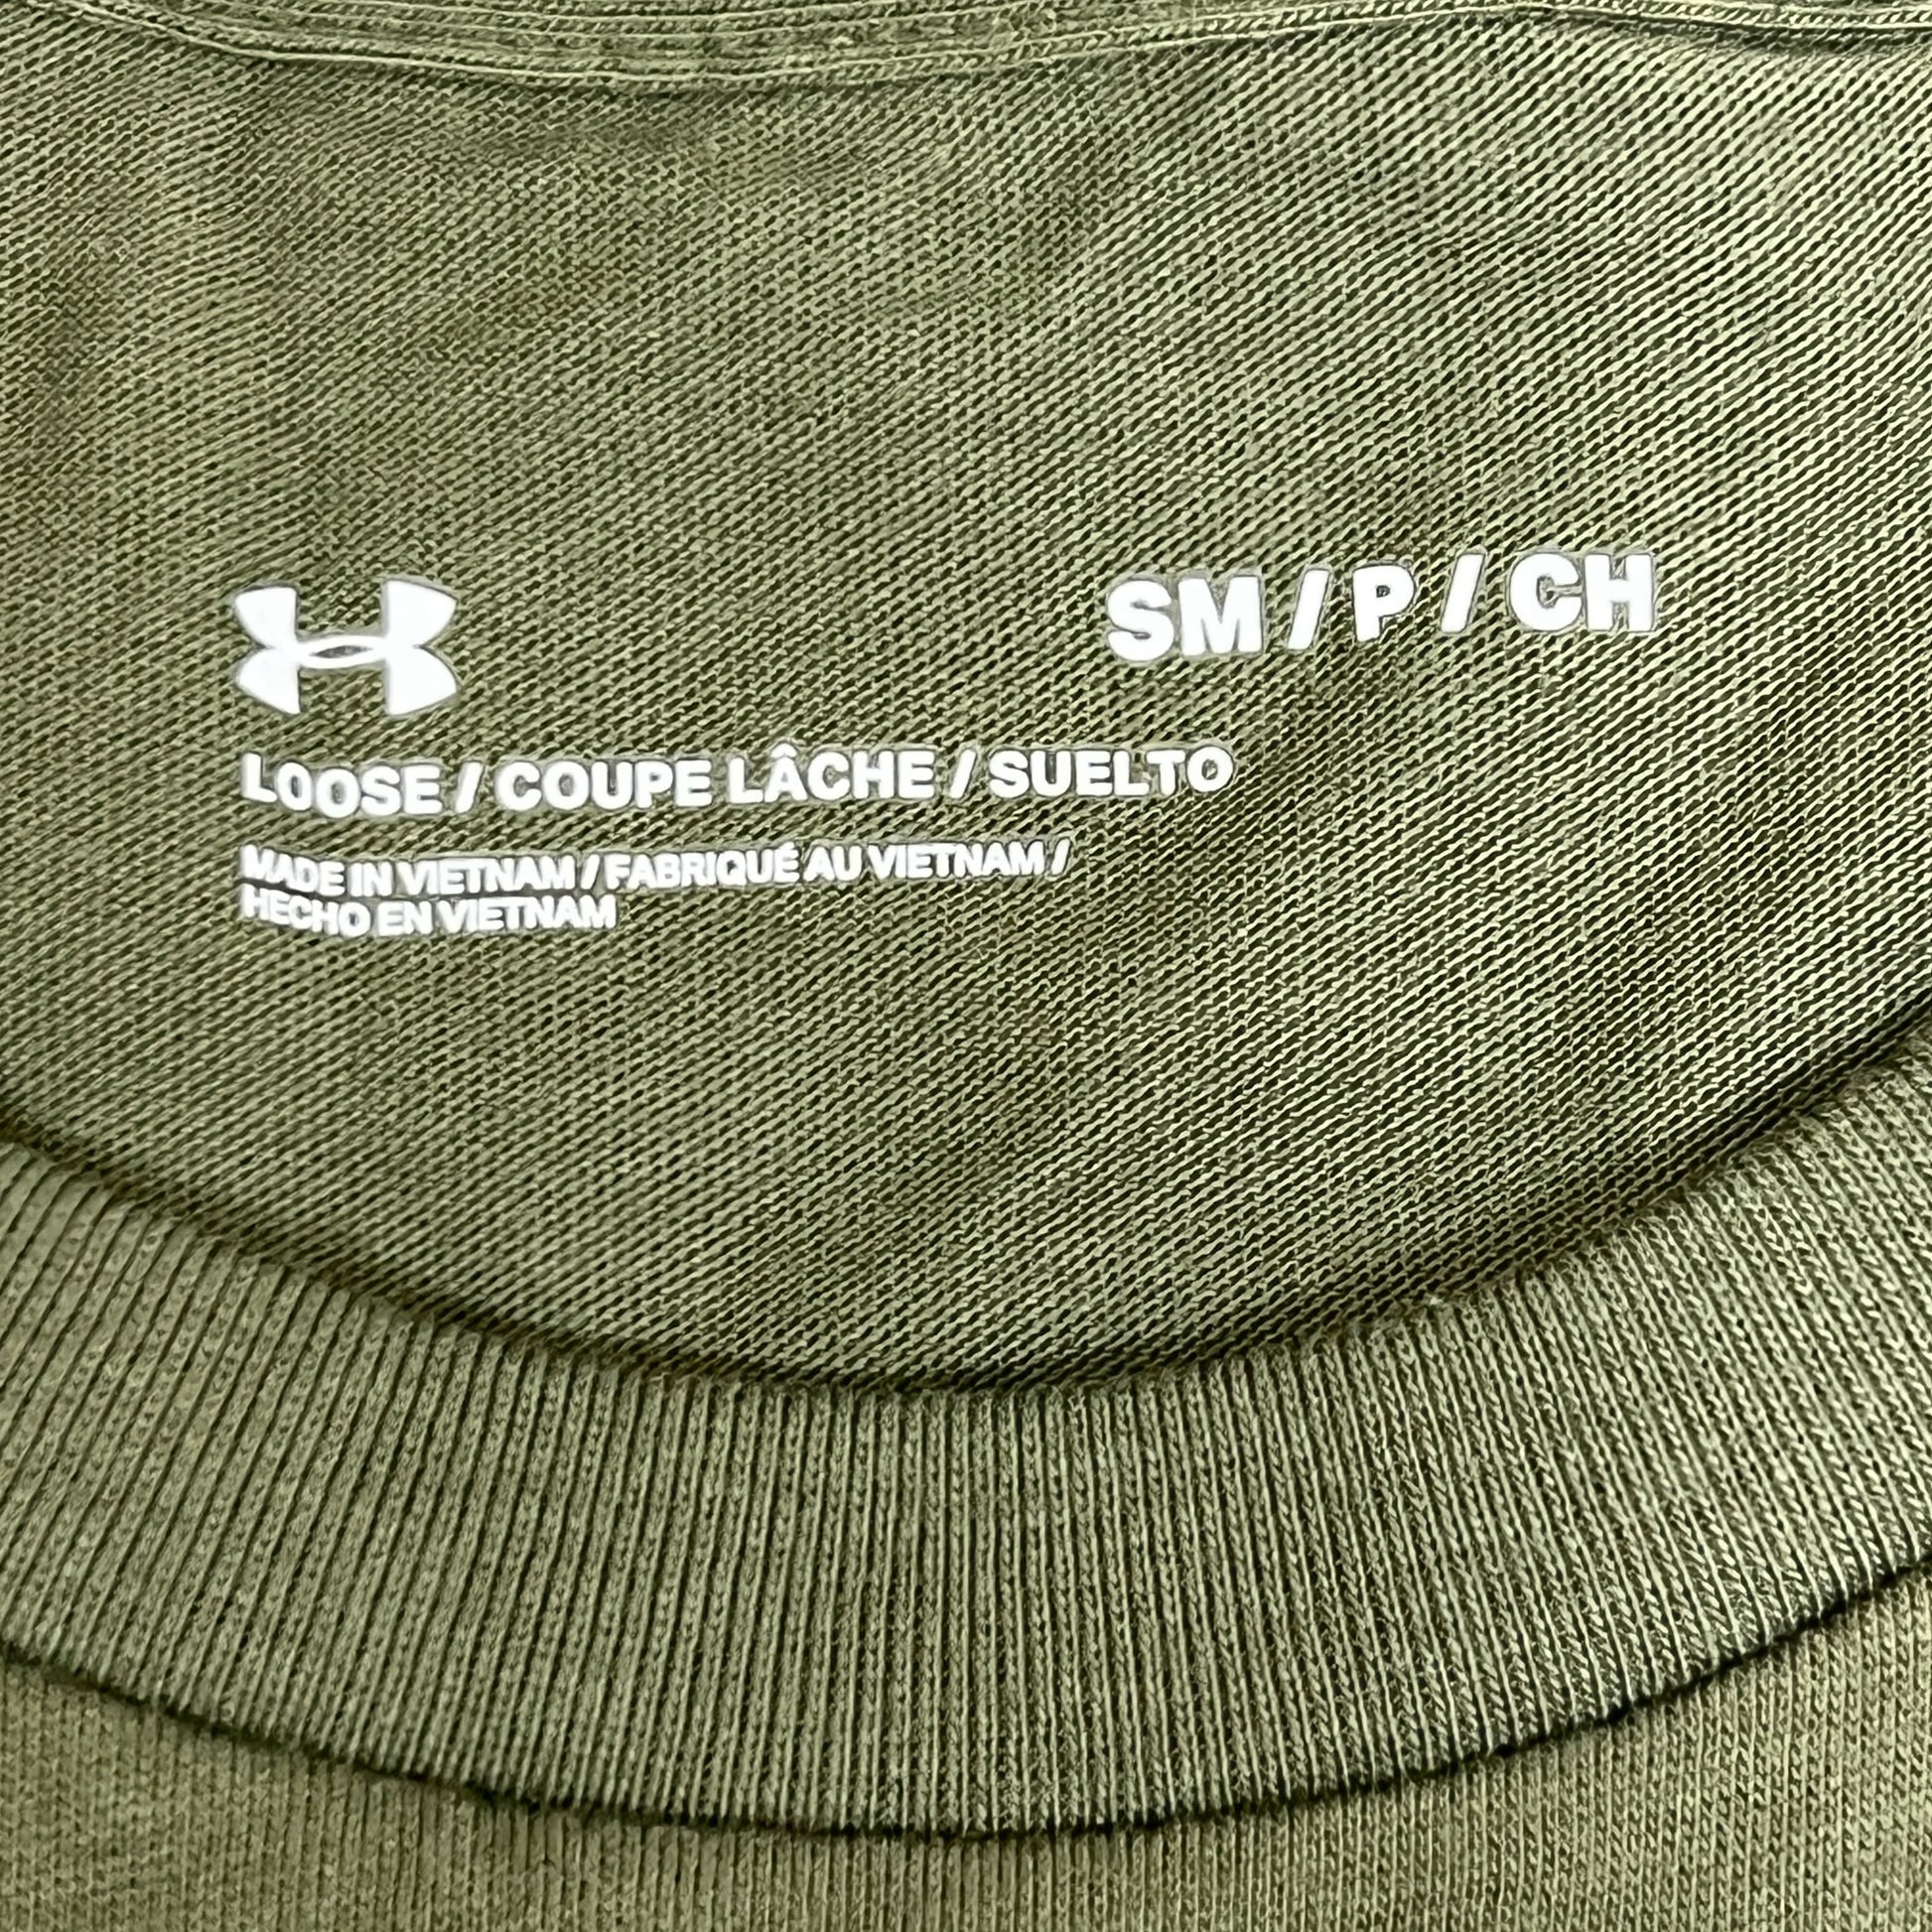 SM / P / CH
LOOSE / COUPE LÂCHE / SUELTO
MADE IN VIETNAM / FABRIQUÉ AU VIETNAM /
HECHO EN VIETNAM